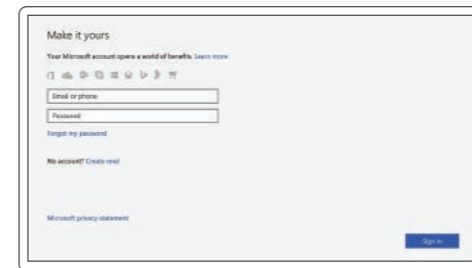 Make it yours
Your Microsoft account opens a world of benefits. Learn more
Email or phone
Password
Forgot my password
No account? Create one!
Microsoft privacy statement
Sign in